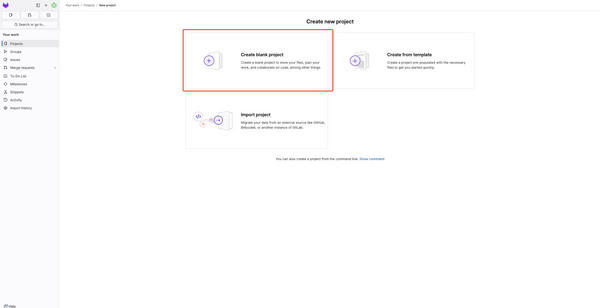 Your work / Projects / New project
Search or go to...
Your work
Projects
Groups
Issues
Merge requests
To-Do List
Milestones
Snippets
Activity
Import History
Help
Create new project
Create blank project
Create a blank project to store your files, plan your
work, and collaborate on code, among other things.
Create from template
Create a project pre-populated with the necessary
files to get you started quickly.
Import project
Migrate your data from an external source like GitHub,
Bitbucket, or another instance of GitLab.
You can also create a project from the command line. Show command